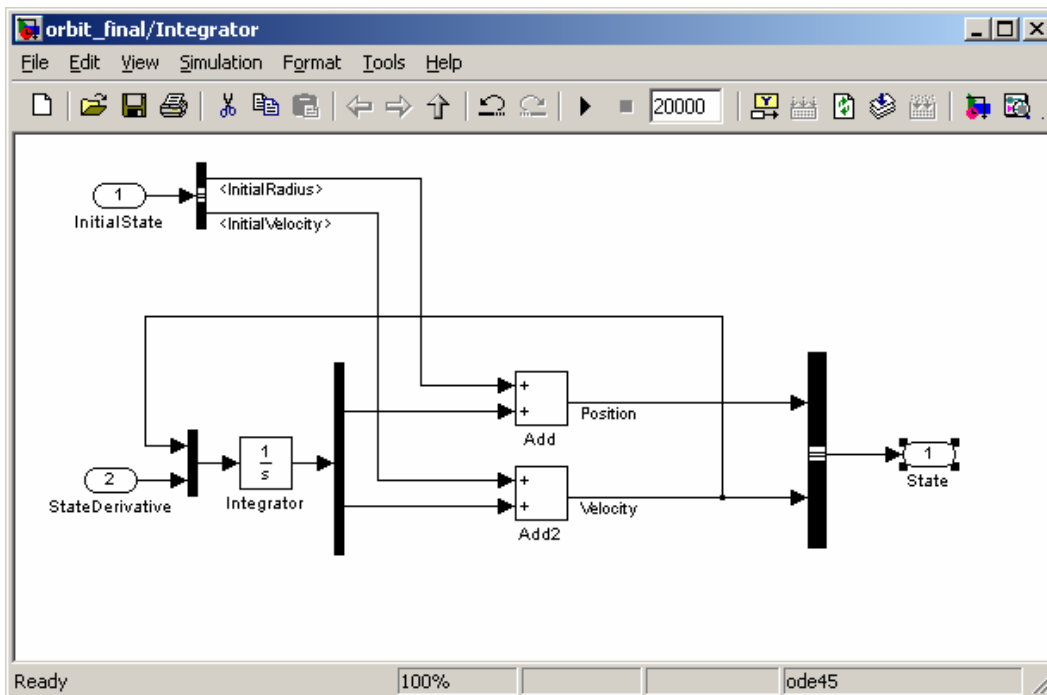 orbit_final/Integrator
File Edit View Simulation Format Tools Help
20000
1
InitialState
<InitialRadius>
<InitialVelocity>
+
+
Add
Position
2
StateDerivative
1
s
Integrator
+
+
Add2
Velocity
1
State
Ready 100% ode45